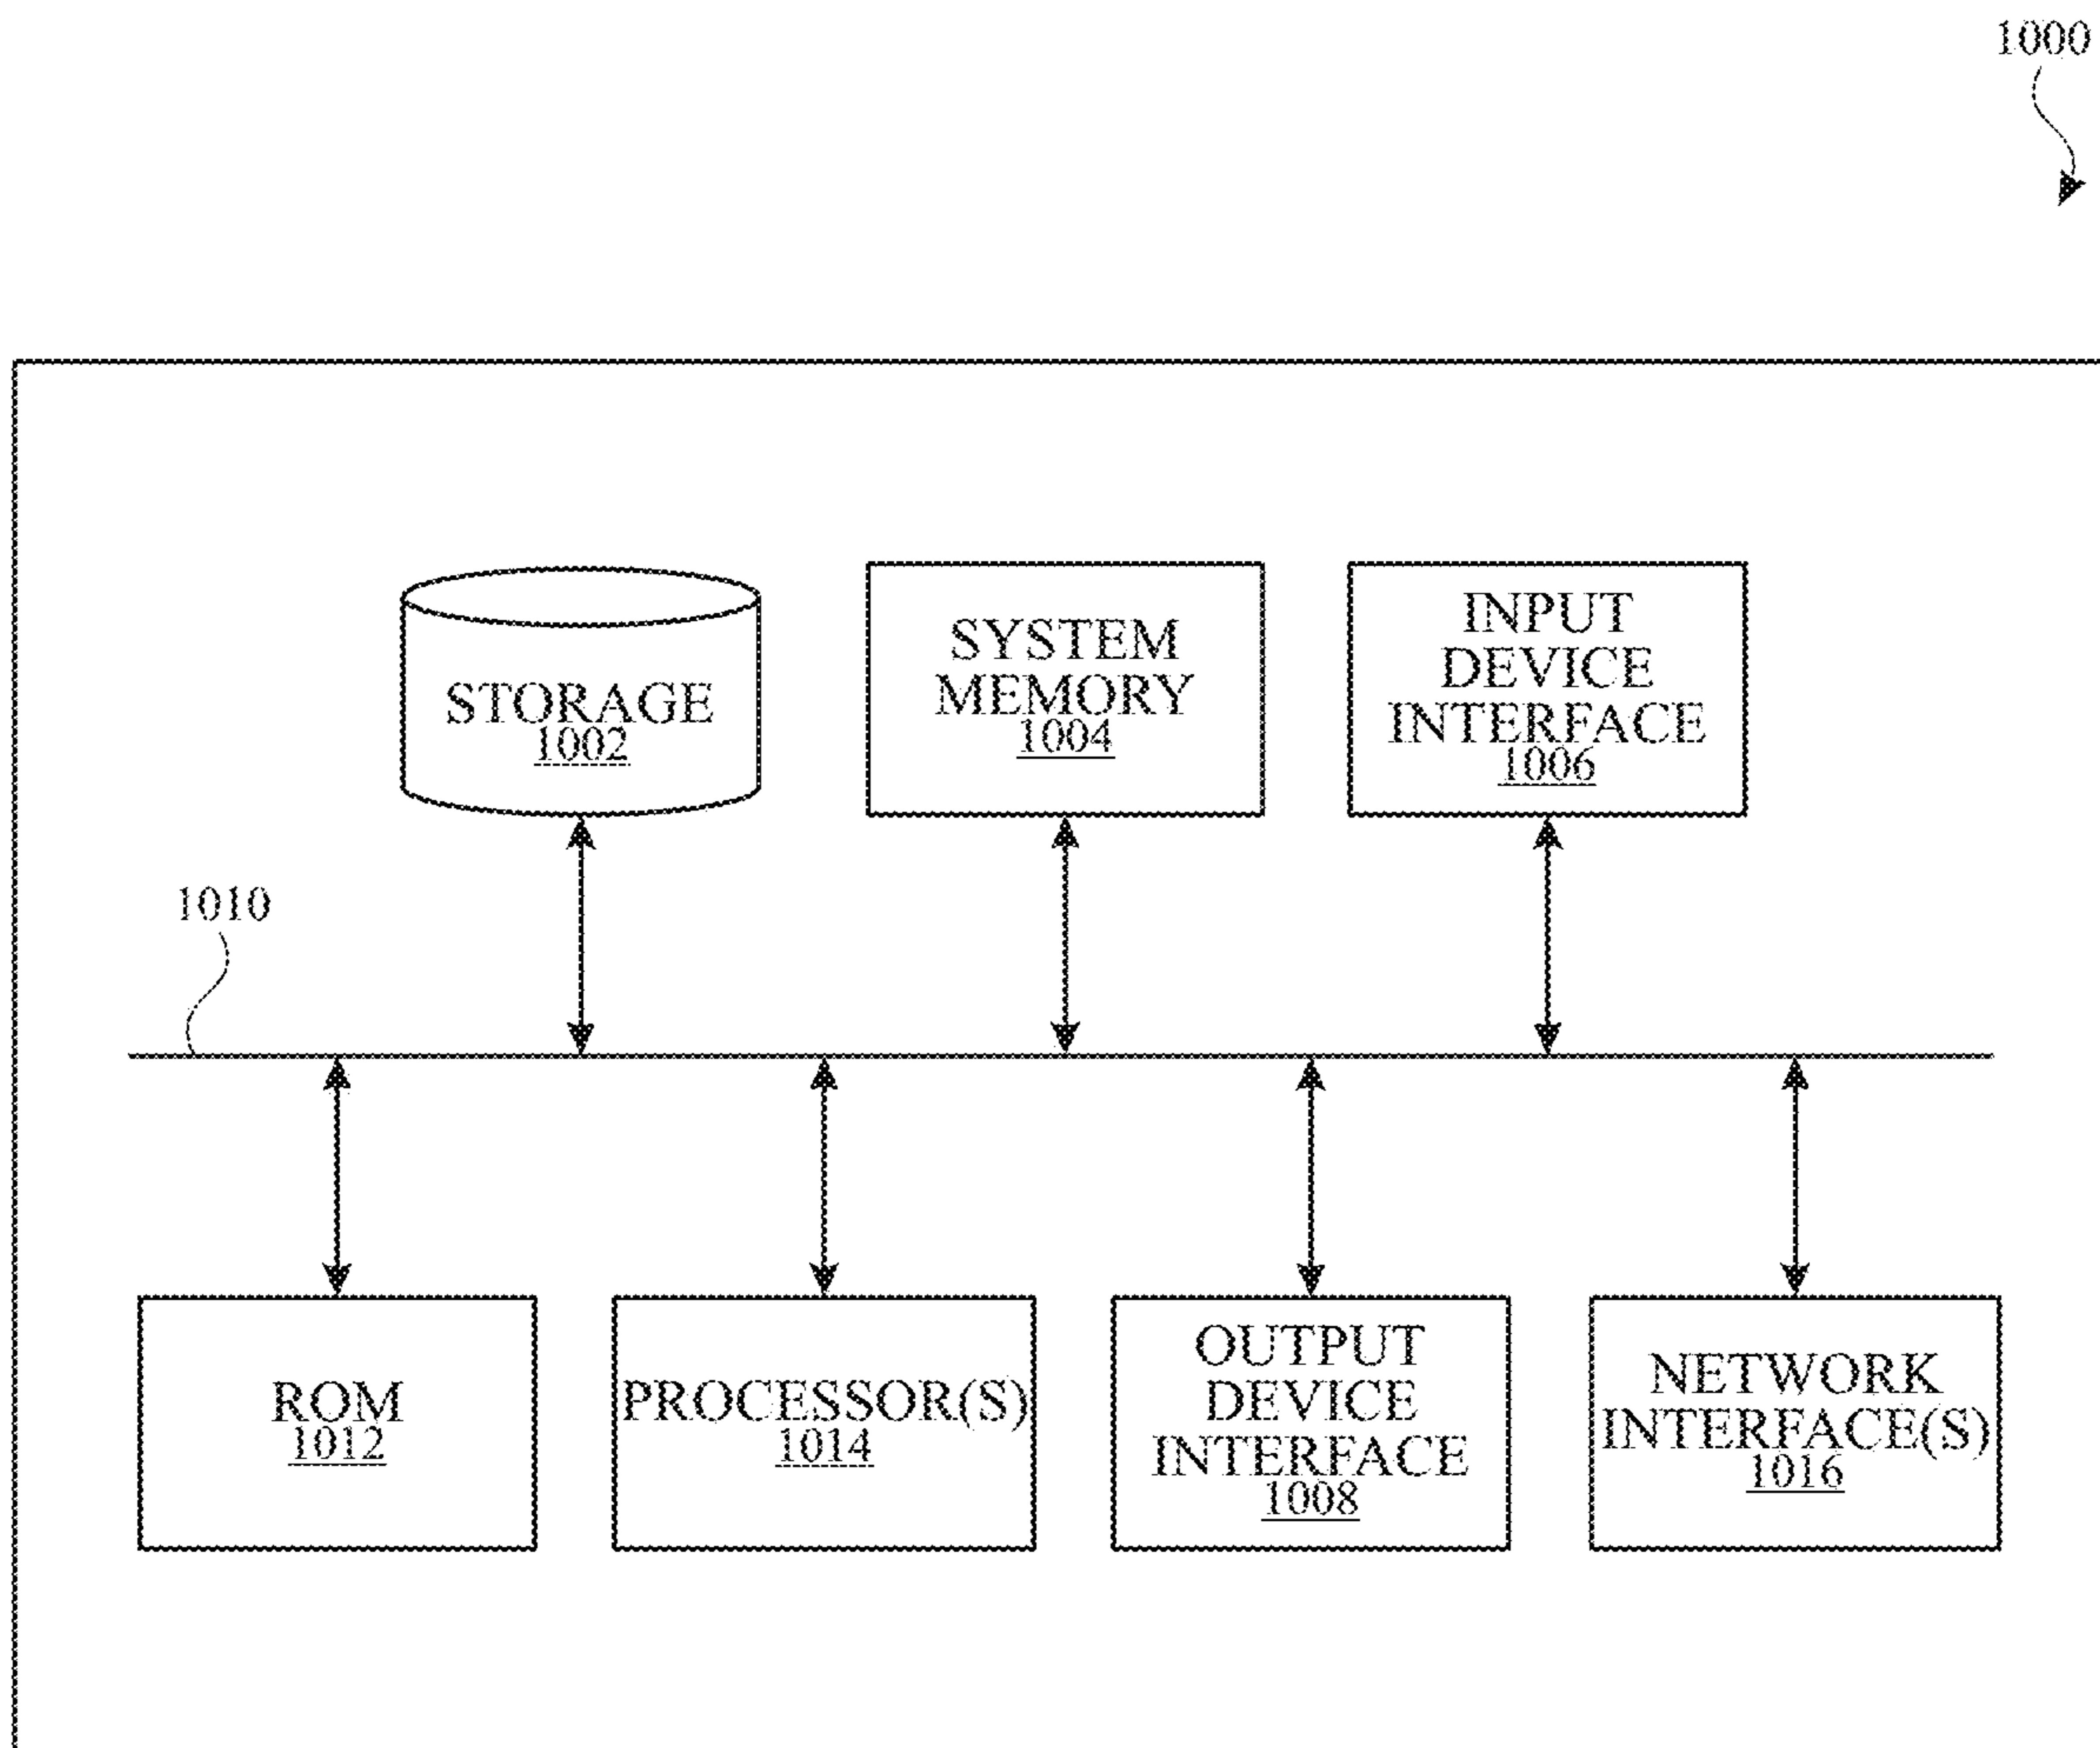 1000
STORAGE
1002
SYSTEM
MEMORY
1004
INPUT
DEVICE
INTERFACE
1006
1010
ROM
1012
PROCESSOR(S)
1014
OUTPUT
DEVICE
INTERFACE
1008
NETWORK
INTERFACE(S)
1016